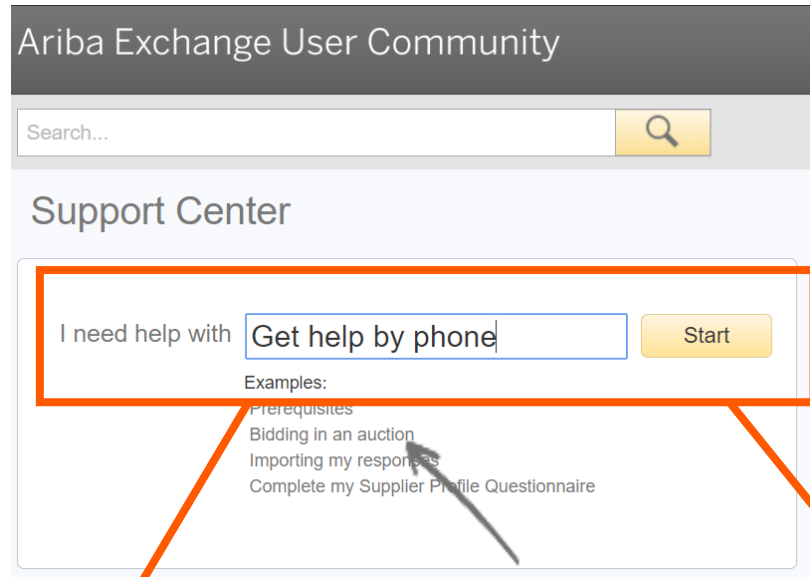 Ariba Exchange User Community
Search...
Support Center
I need help with Get help by phone Start
Examples:
Prerequisites
Bidding in an auction
Importing my responses
Complete my Supplier Profile Questionnaire